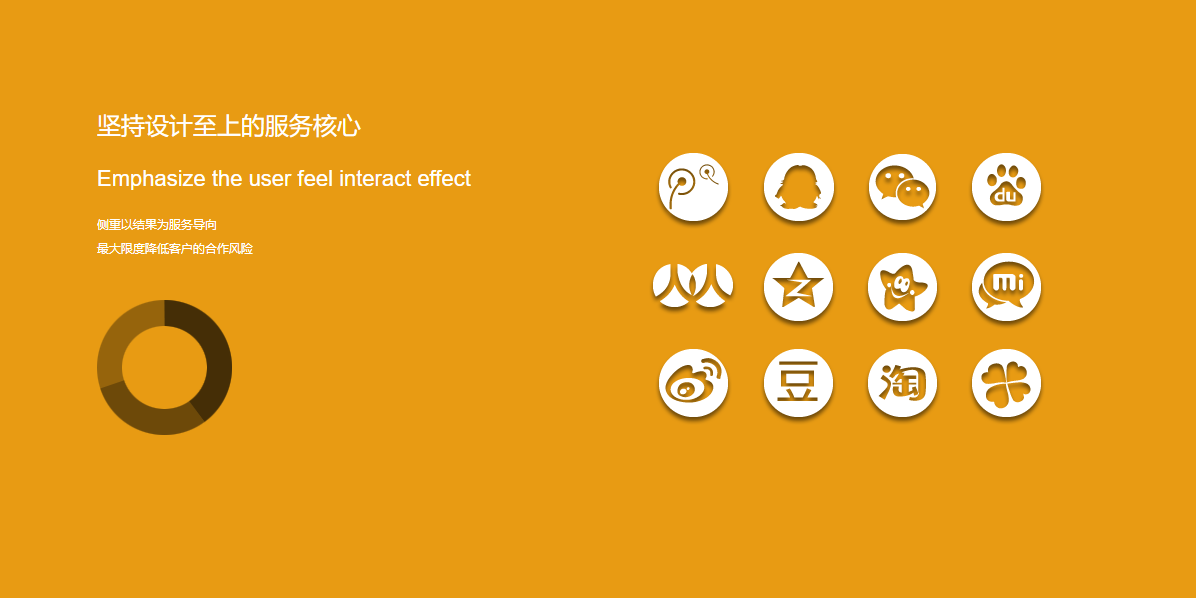 坚持设计至上的服务核心
Emphasize the user feel interact effect
侧重以结果为服务导向
最大限度降低客户的合作风险
du
mi
豆
淘